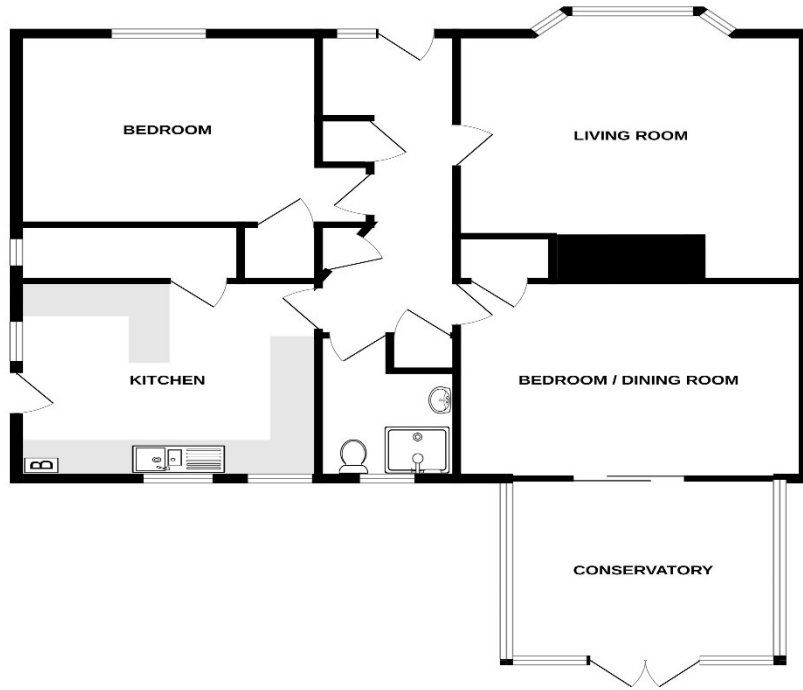 BEDROOM
LIVING ROOM
KITCHEN
BEDROOM / DINING ROOM
B
CONSERVATORY